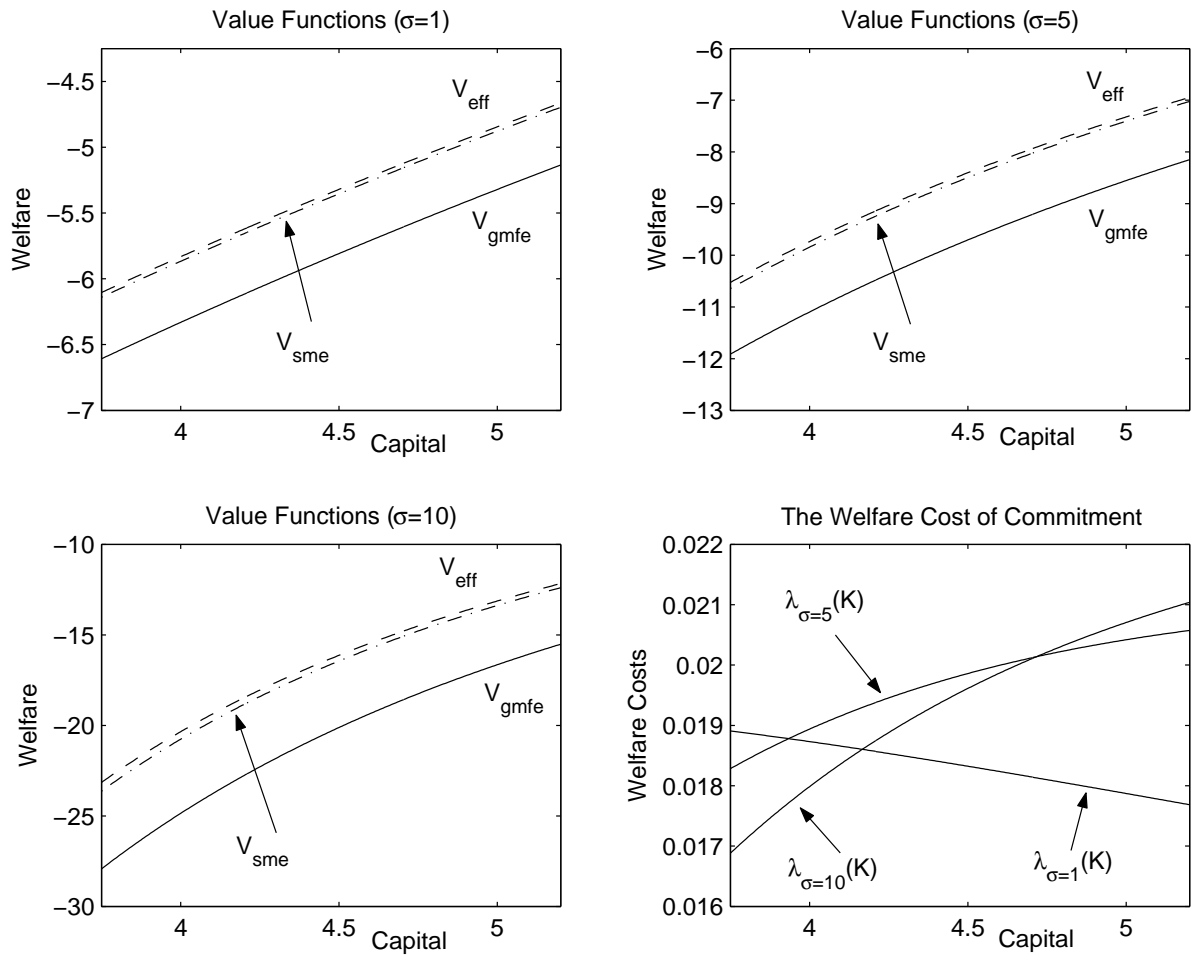 Value Functions (σ=1)
−4.5
−5
−5.5
−6
−6.5
−7
4
4.5
5
Welfare
Capital
V_eff
V_gmfe
V_sme
Value Functions (σ=5)
−6
−7
−8
−9
−10
−11
−12
−13
4
4.5
5
Welfare
Capital
V_eff
V_gmfe
V_sme
Value Functions (σ=10)
−10
−15
−20
−25
−30
4
4.5
5
Welfare
Capital
V_eff
V_gmfe
V_sme
The Welfare Cost of Commitment
0.022
0.021
0.02
0.019
0.018
0.017
0.016
4
4.5
5
Welfare Costs
Capital
λ_σ=5(K)
λ_σ=10(K)
λ_σ=1(K)